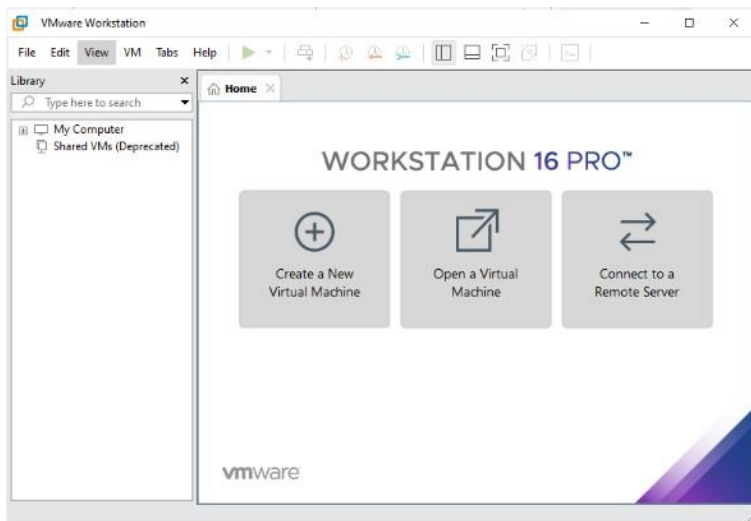 VMware Workstation
File Edit View VM Tabs Help
Library
Home
Type here to search
My Computer
Shared VMs (Deprecated)
WORKSTATION 16 PRO™
Create a New
Virtual Machine
Open a Virtual
Machine
Connect to a
Remote Server
vmware